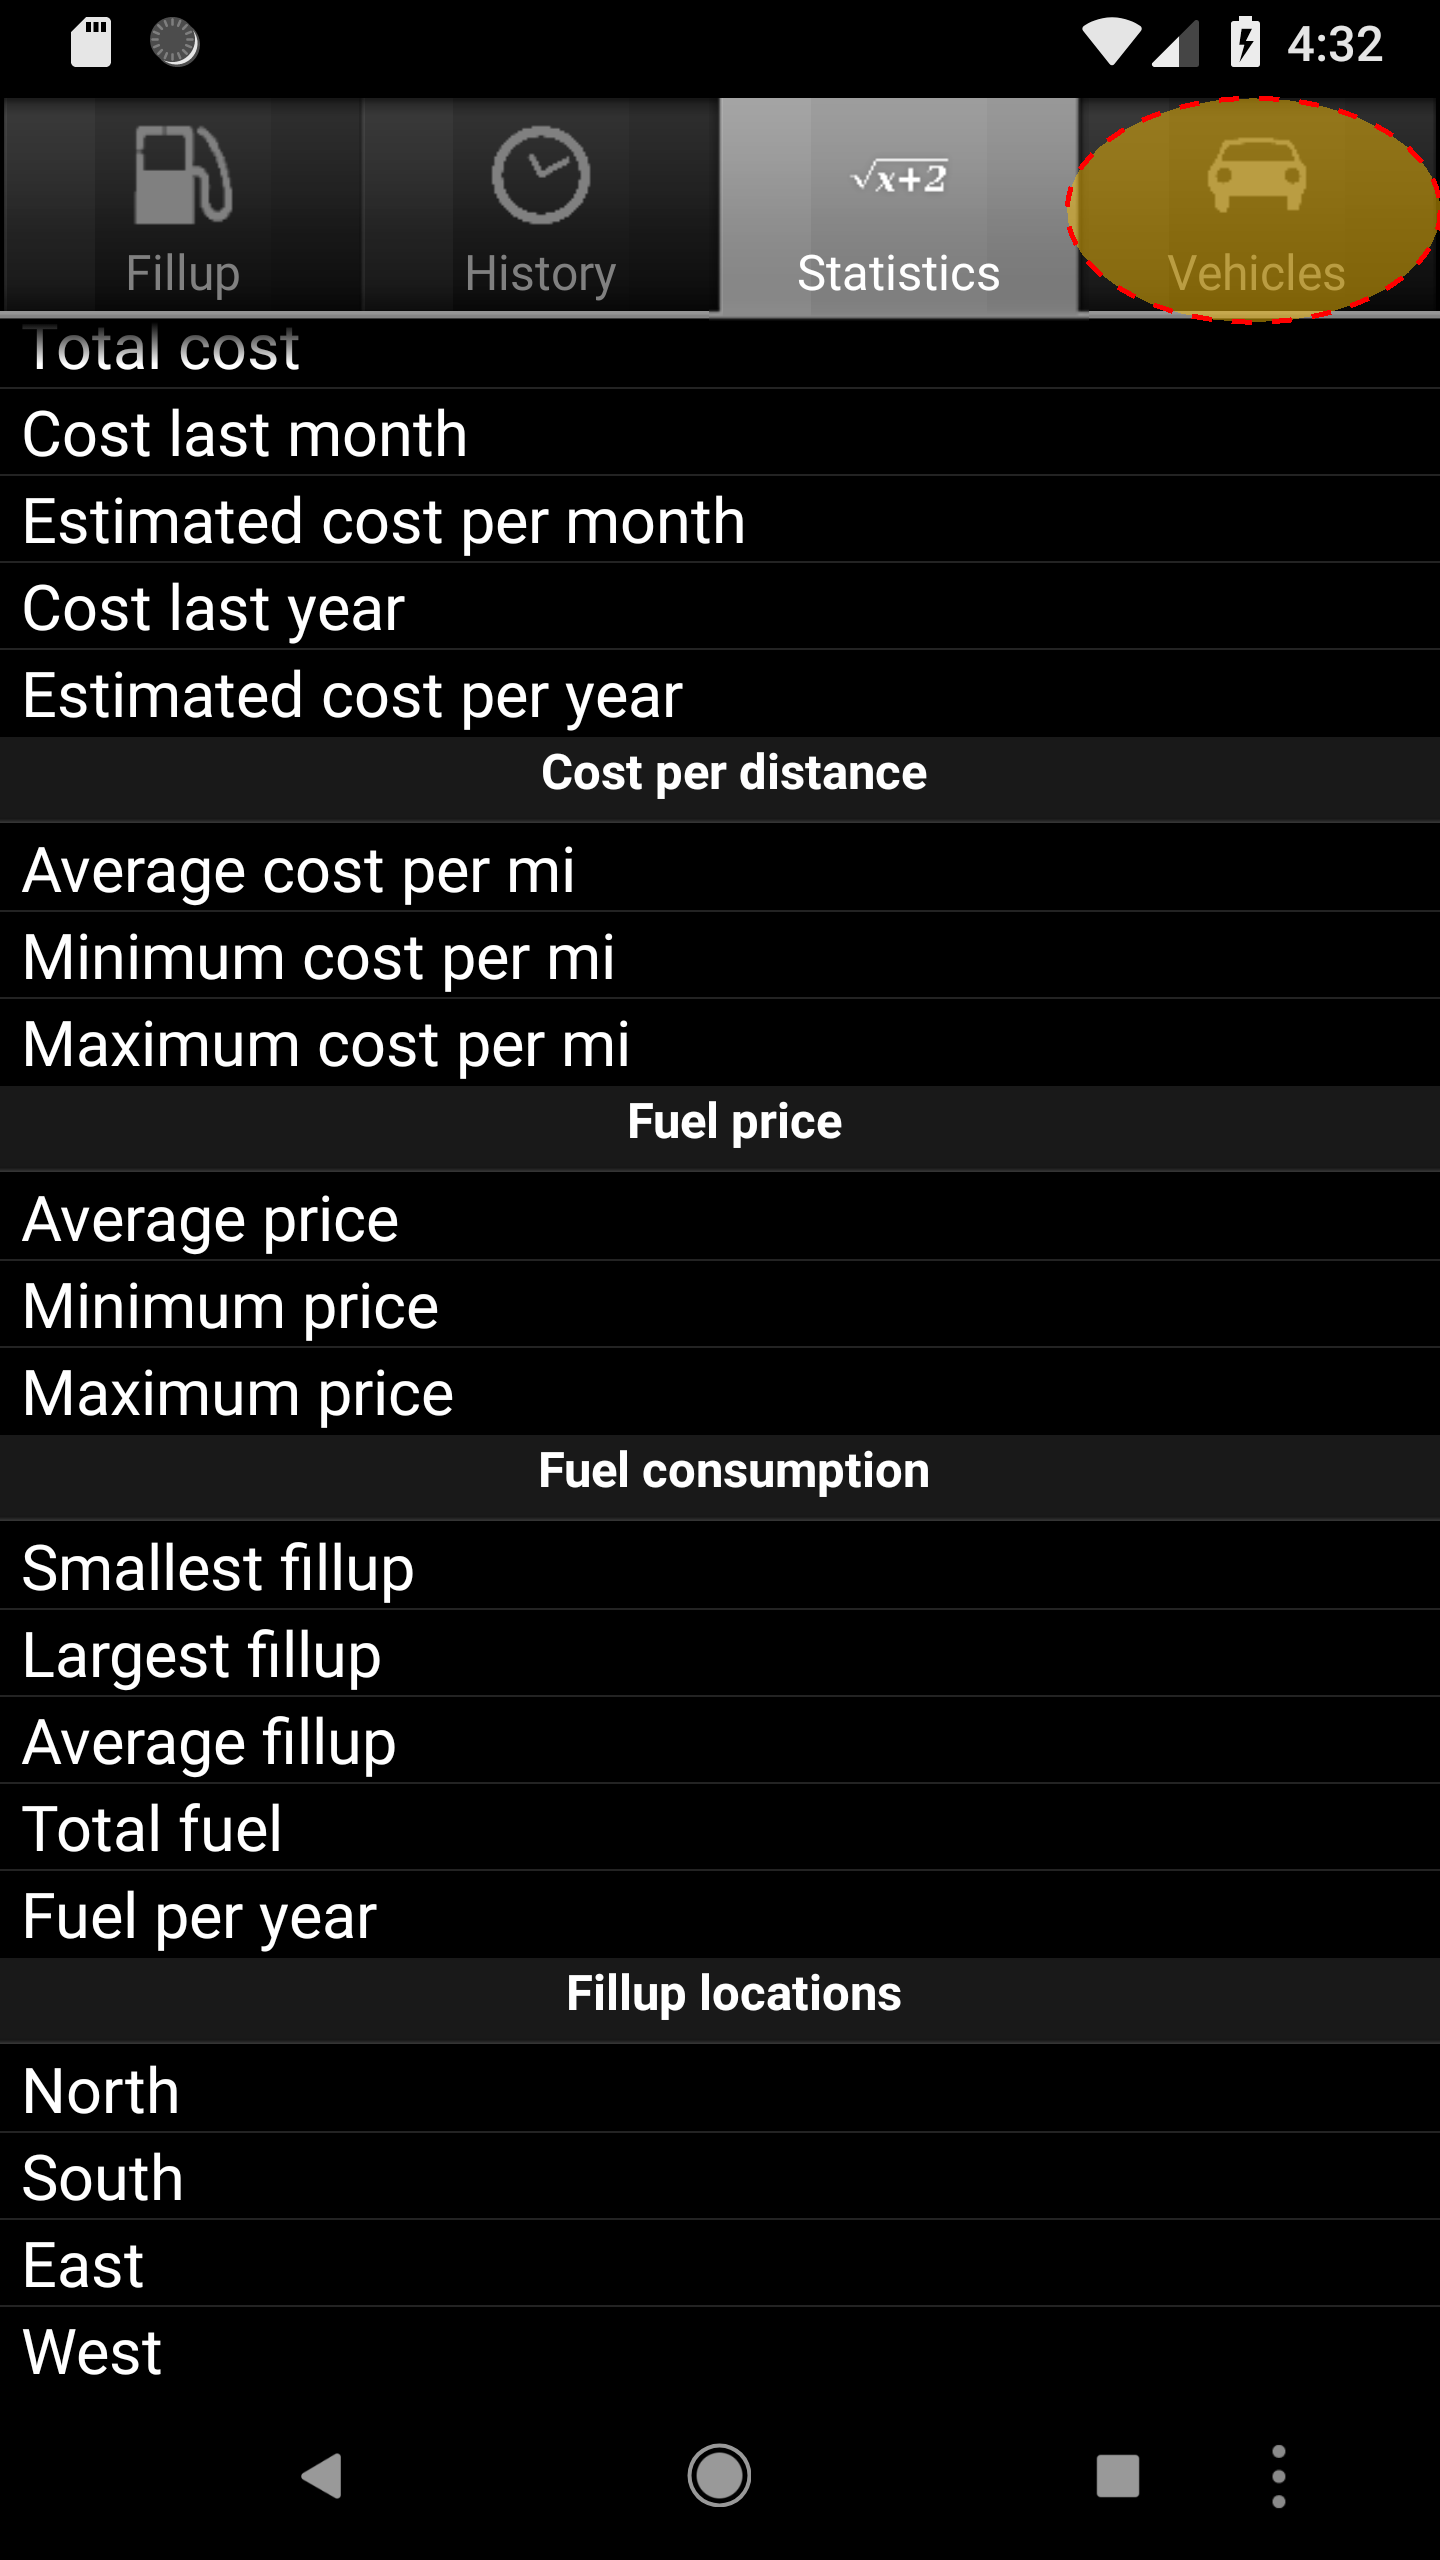 4:32
√x+2
Fillup
History
Statistics
Vehicles
Total cost
Cost last month
Estimated cost per month
Cost last year
Estimated cost per year
Cost per distance
Average cost per mi
Minimum cost per mi
Maximum cost per mi
Fuel price
Average price
Minimum price
Maximum price
Fuel consumption
Smallest fillup
Largest fillup
Average fillup
Total fuel
Fuel per year
Fillup locations
North
South
East
West